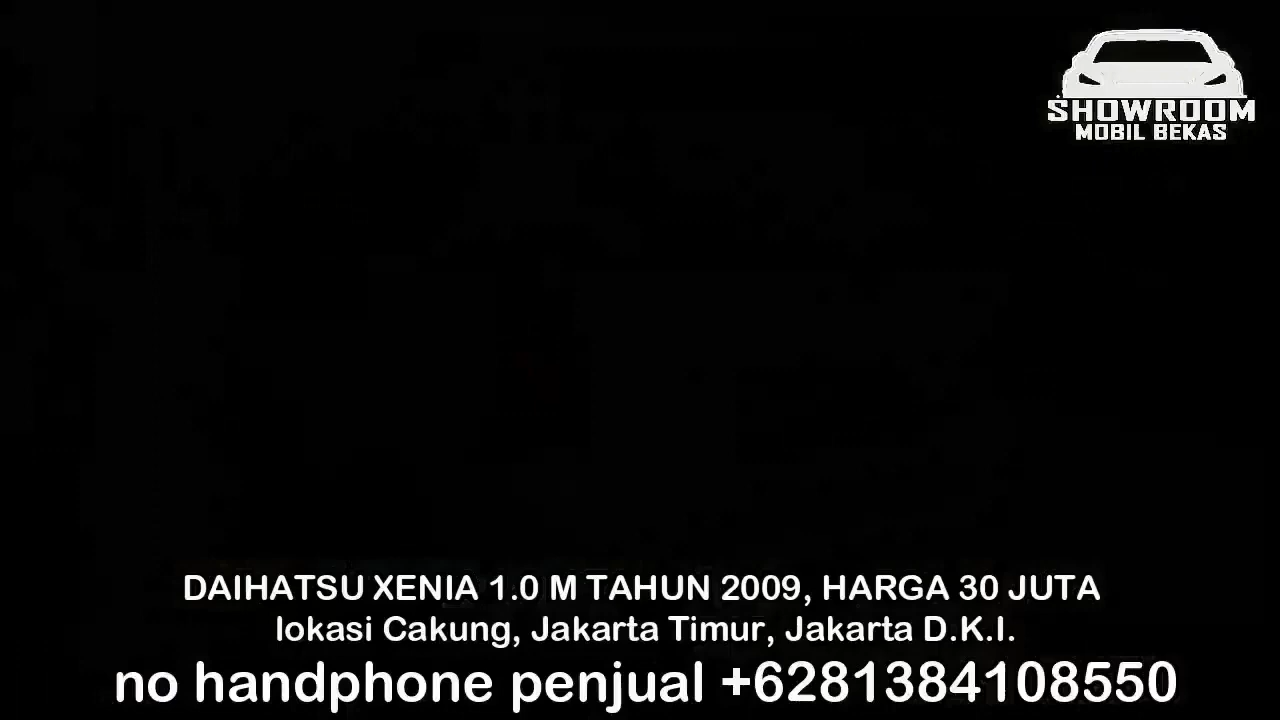 SHOWROOM
MOBIL BEKAS
DAIHATSU XENIA 1.0 M TAHUN 2009, HARGA 30 JUTA
lokasi Cakung, Jakarta Timur, Jakarta D.K.I.
no handphone penjual +6281384108550